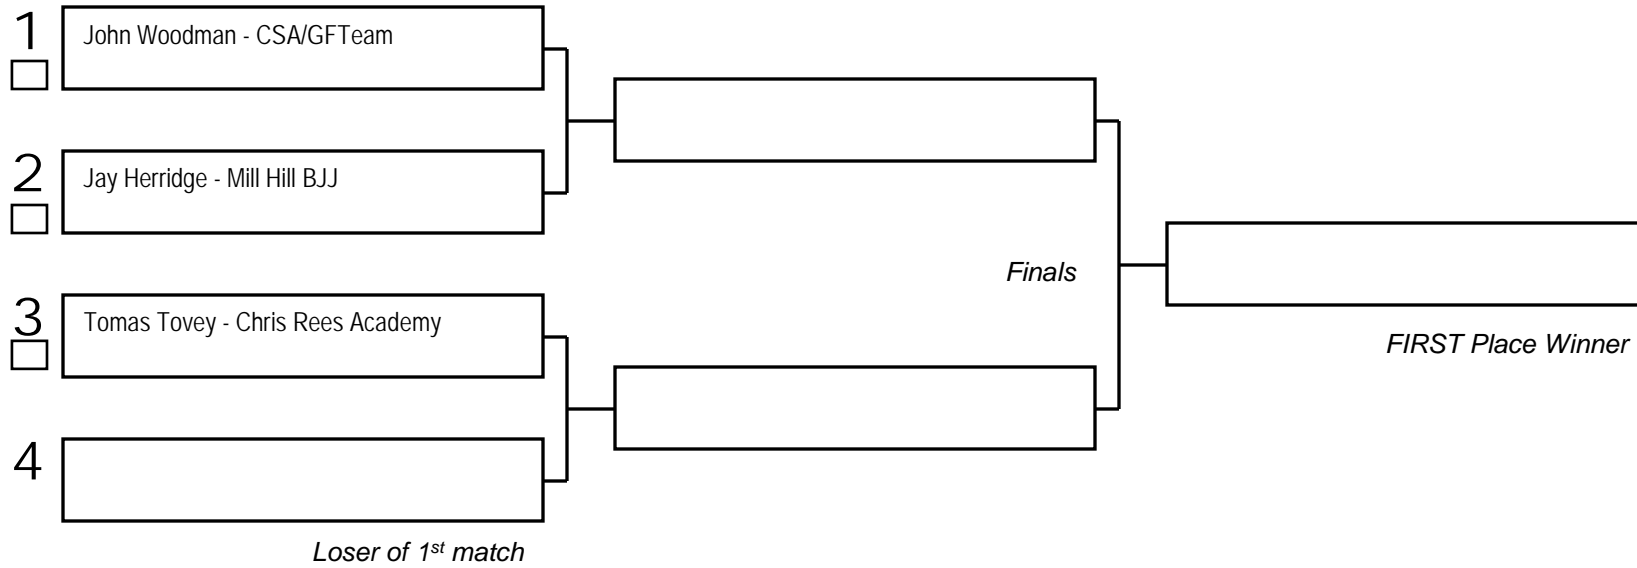 1
John Woodman - CSA/GFTeam
2
Jay Herridge - Mill Hill BJJ
Finals
3
Tomas Tovey - Chris Rees Academy
FIRST Place Winner
4
Loser of 1st match